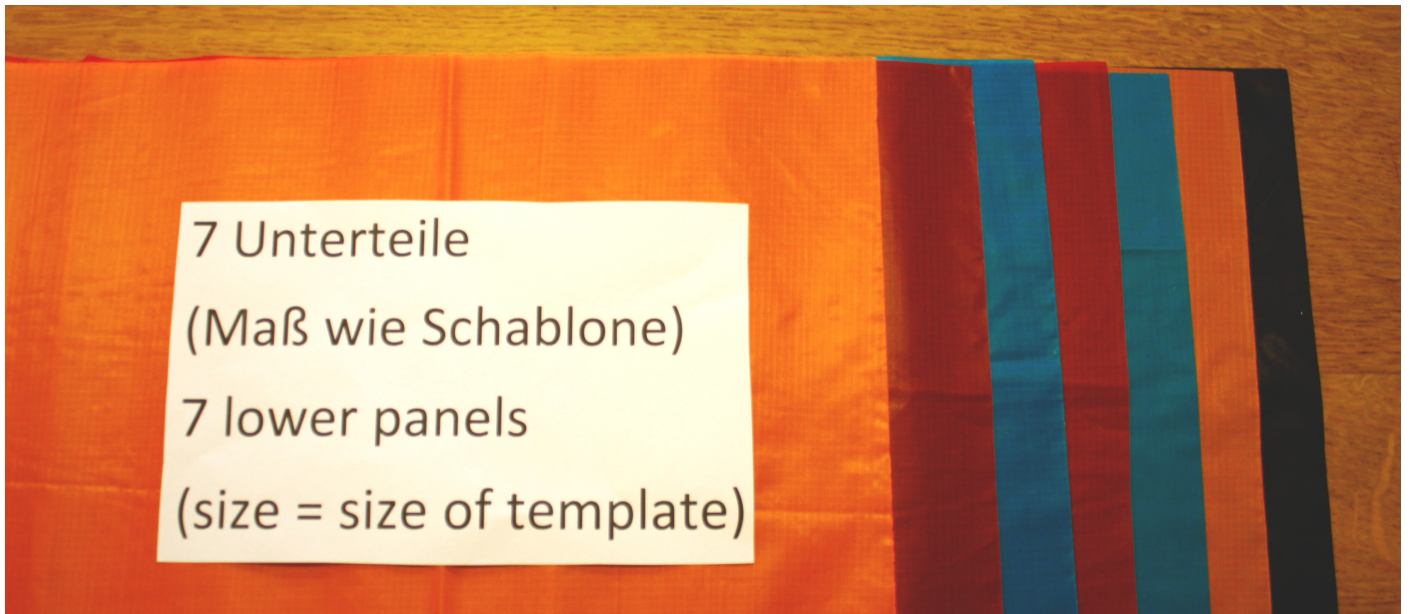 7 Unterteile
(Maß wie Schablone)
7 lower panels
(size = size of template)